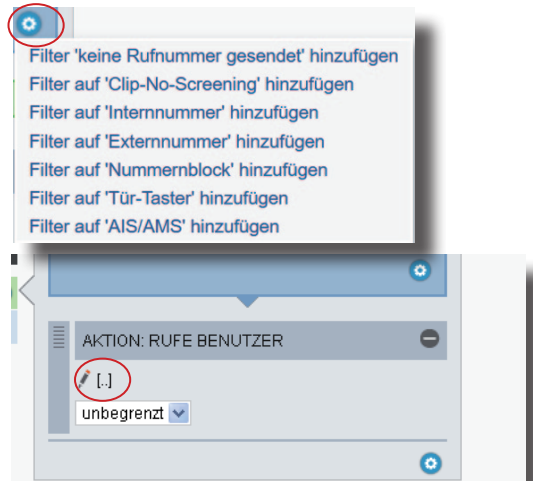 Filter 'keine Rufnummer gesendet' hinzufügen
Filter auf 'Clip-No-Screening' hinzufügen
Filter auf 'Internnummer' hinzufügen
Filter auf 'Externnummer' hinzufügen
Filter auf 'Nummernblock' hinzufügen
Filter auf 'Tür-Taster' hinzufügen
Filter auf 'AIS/AMS' hinzufügen
AKTION: RUFE BENUTZER
[..]
unbegrenzt